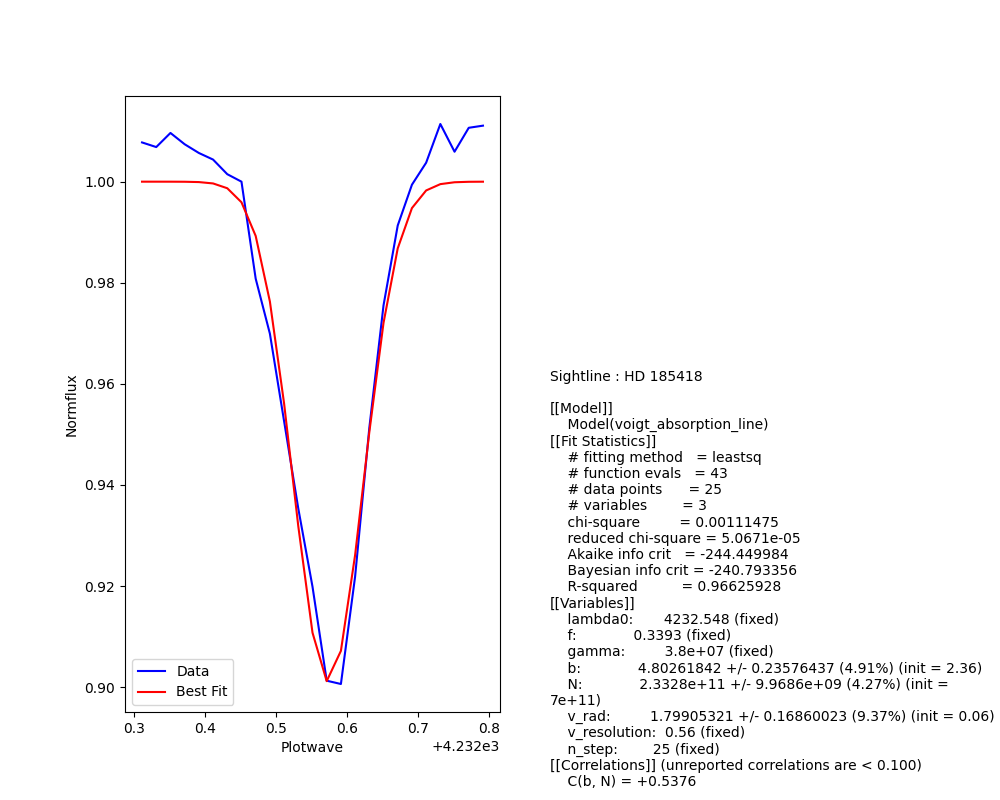 1.00
0.98
0.96
0.94
0.92
0.90
Normflux
0.3 0.4 0.5 0.6 0.7 0.8
Plotwave
+4.232e3
Data
Best Fit
Sightline : HD 185418
[[Model]]
Model(voigt_absorption_line)
[[Fit Statistics]]
# fitting method = leastsq
# function evals = 43
# data points = 25
# variables = 3
chi-square = 0.00111475
reduced chi-square = 5.0671e-05
Akaike info crit = -244.449984
Bayesian info crit = -240.793356
R-squared = 0.96625928
[[Variables]]
lambda0: 4232.548 (fixed)
f: 0.3393 (fixed)
gamma: 3.8e+07 (fixed)
b: 4.80261842 +/- 0.23576437 (4.91%) (init = 2.36)
N: 2.3328e+11 +/- 9.9686e+09 (4.27%) (init =
7e+11)
v_rad: 1.79905321 +/- 0.16860023 (9.37%) (init = 0.06)
v_resolution: 0.56 (fixed)
n_step: 25 (fixed)
[[Correlations]] (unreported correlations are < 0.100)
C(b, N) = +0.5376